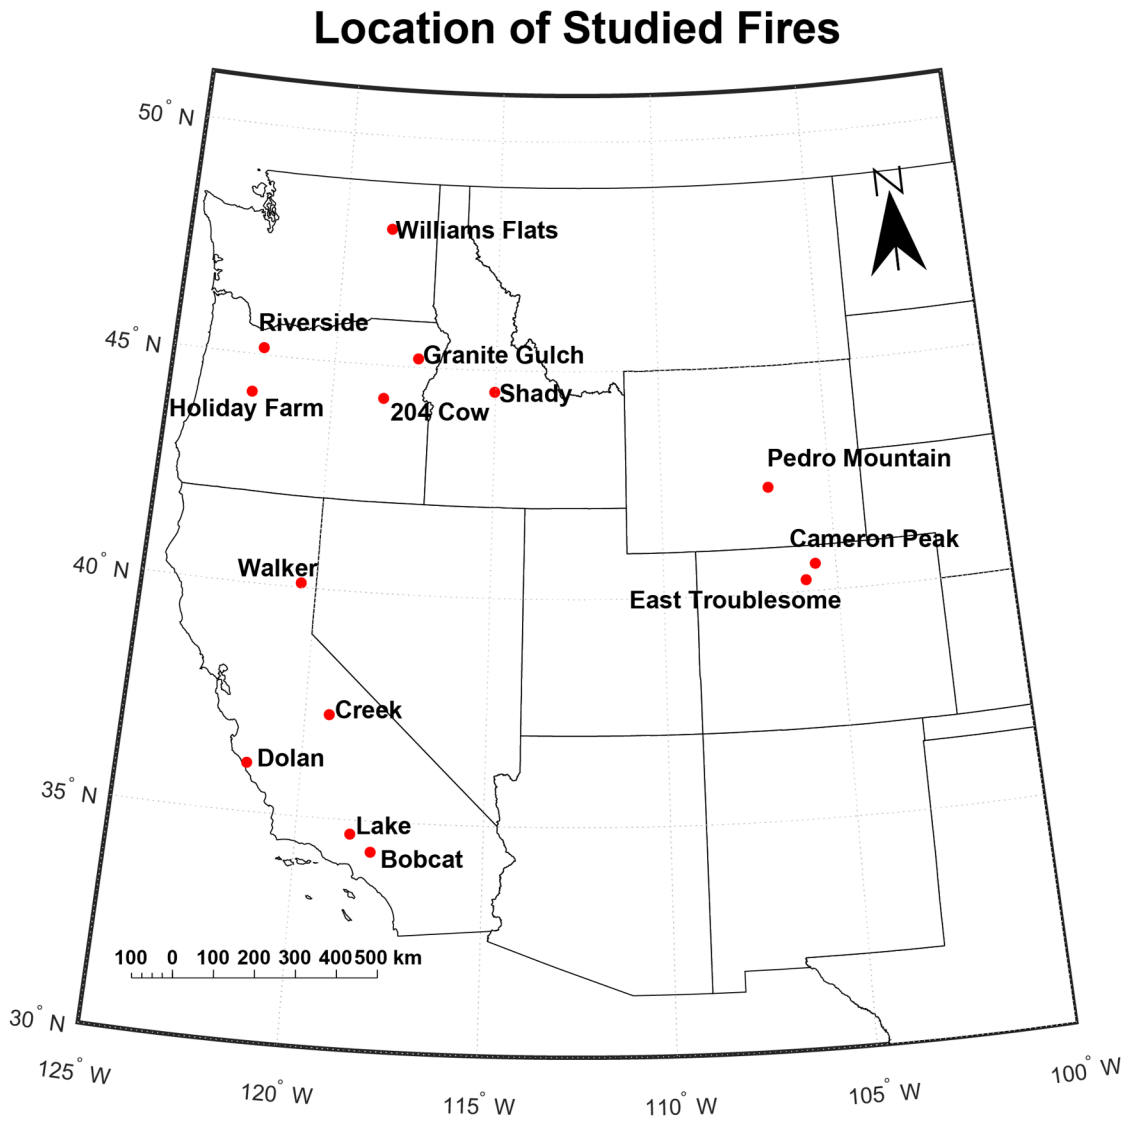 Location of Studied Fires
50° N
N
Williams Flats
Riverside
45° N
Granite Gulch
Shady
Holiday Farm
204 Cow
Pedro Mountain
Cameron Peak
40° N
Walker
East Troublesome
Creek
Dolan
35° N
Lake
Bobcat
100 0 100 200 300 400 500 km
30° N
125° W
120° W
115° W
110° W
105° W
100° W